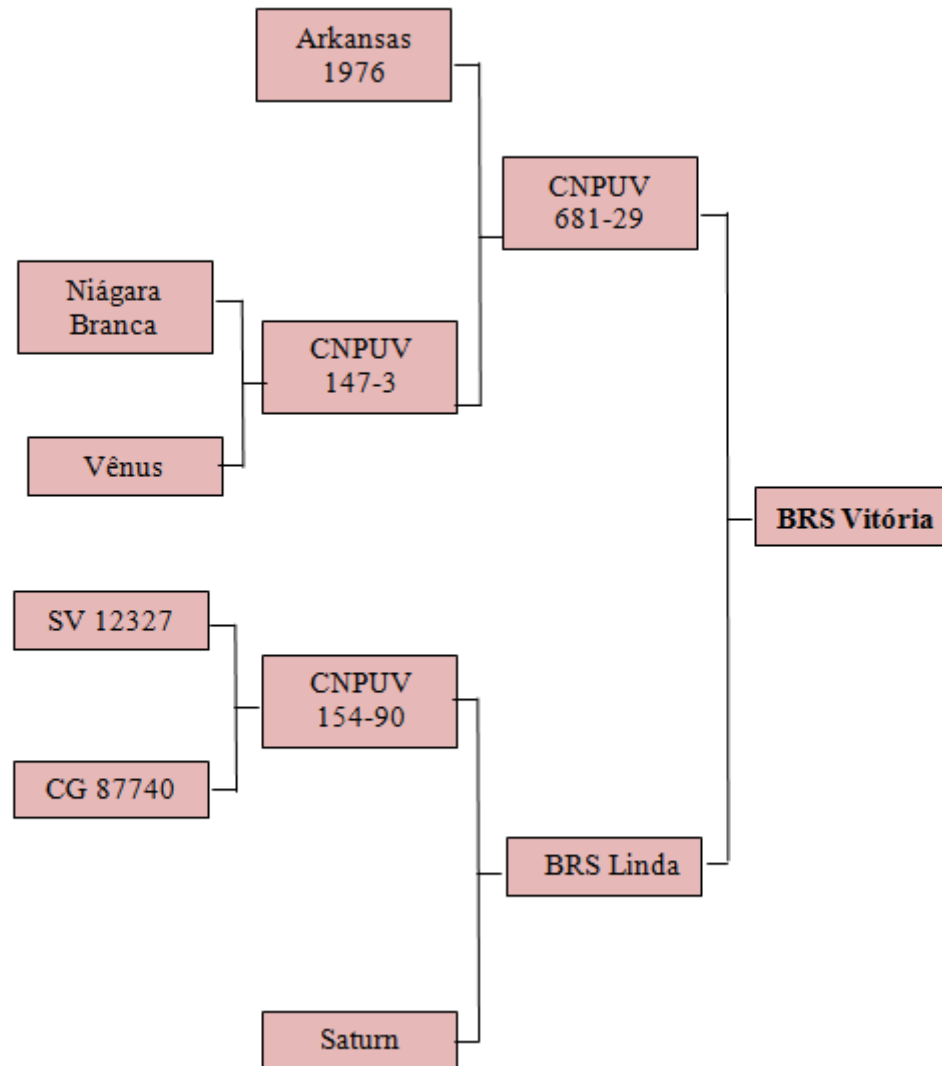 Arkansas
1976
CNPUV
681-29
Niágara
Branca
CNPUV
147-3
Vênus
BRS Vitória
SV 12327
CNPUV
154-90
CG 87740
BRS Linda
Saturn